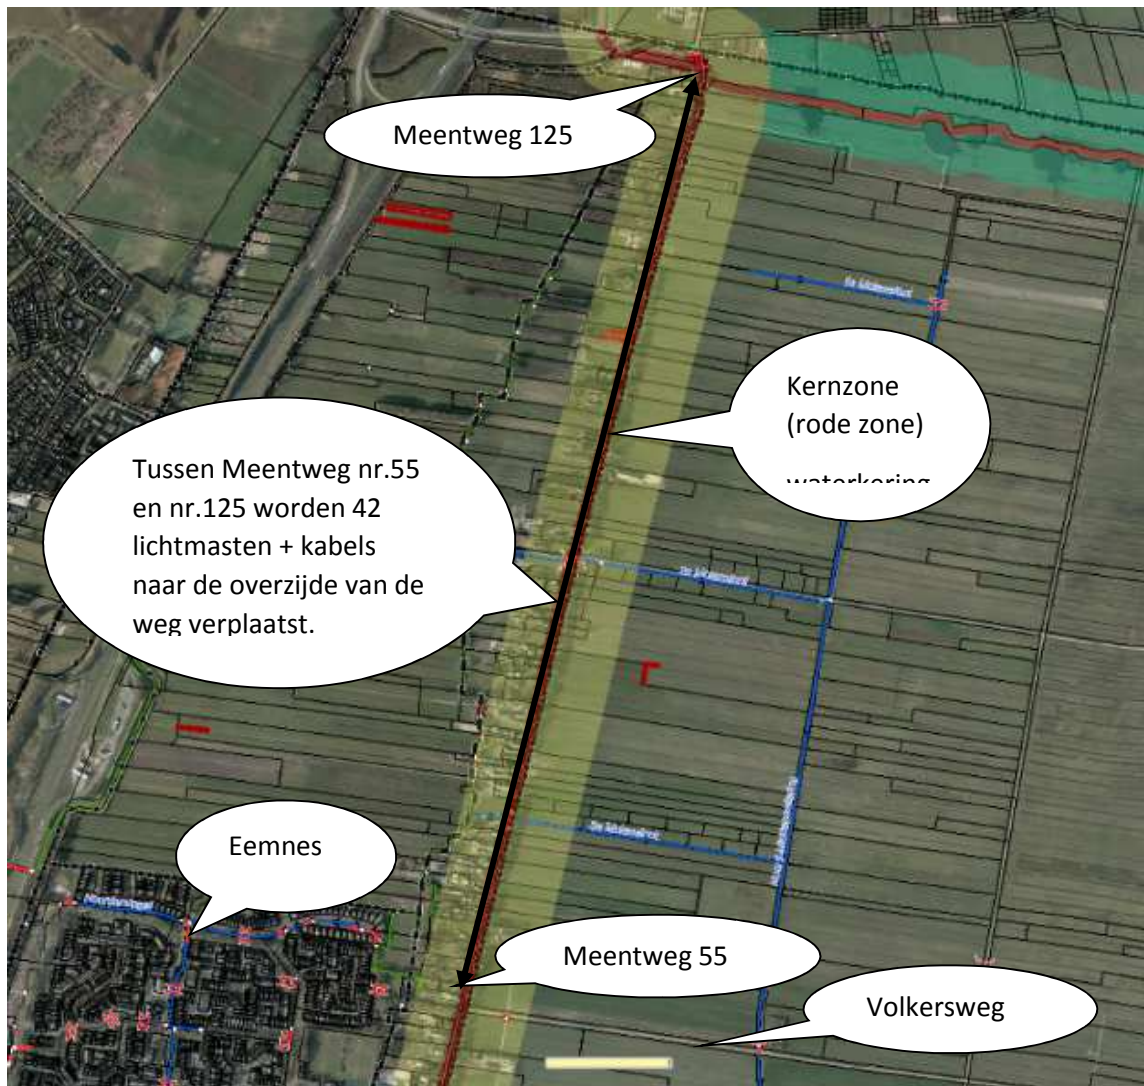 Meentweg 125
Kernzone
(rode zone)
waterkering
Tussen Meentweg nr.55
en nr.125 worden 42
lichtmasten + kabels
naar de overzijde van de
weg verplaatst.
Eemnes
Meentweg 55
Volkersweg